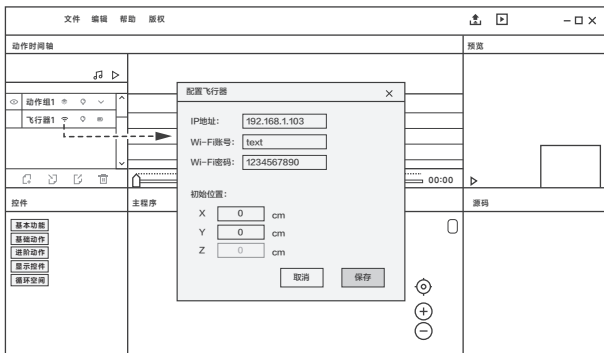 文件 编辑 帮助 版权
动作时间轴
预览
动作组1
飞行器1
00:00
控件
主程序
源码
基本功能
基础动作
进阶动作
显示控件
循环空间
配置飞行器
IP地址: 192.168.1.103
Wi-Fi账号: text
Wi-Fi密码: 1234567890
初始位置:
X 0 cm
Y 0 cm
Z 0 cm
取消 保存